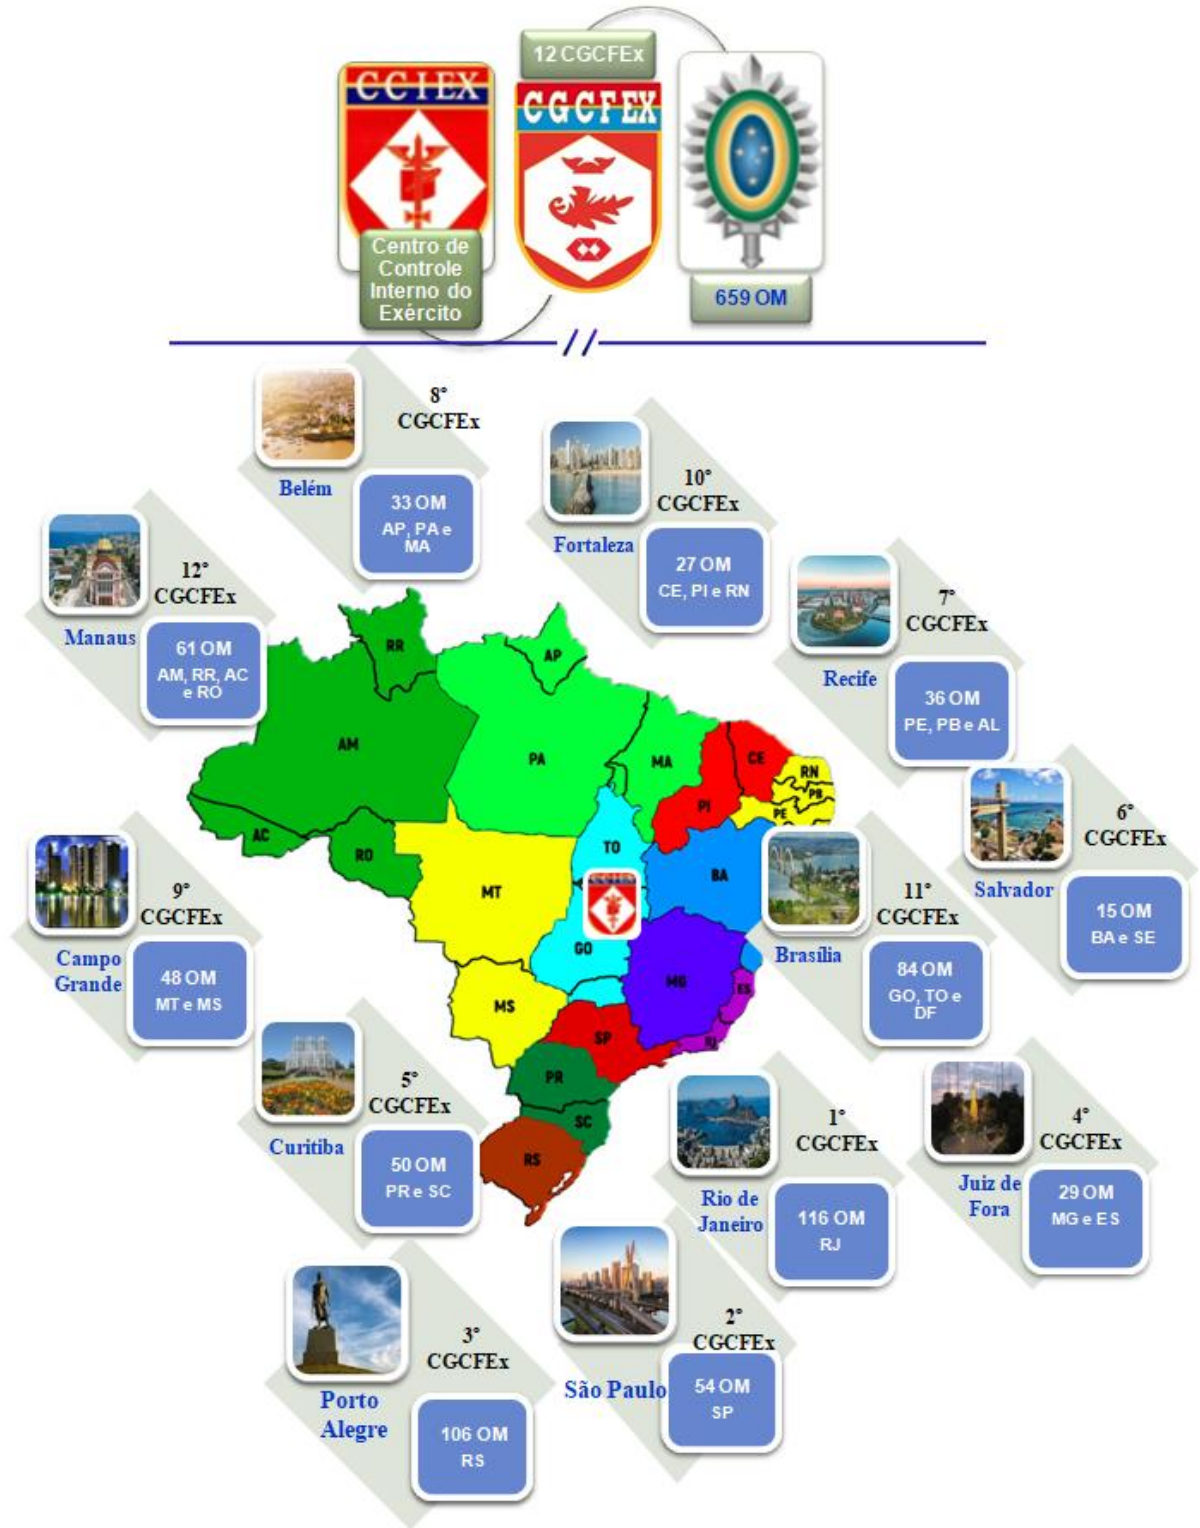 12 CGCFEx
CCIEX
CGCFEX
Centro de
Controle
Interno do
Exército
659 OM
8°
CGCFEx
Belém
33 OM
AP, PA e
MA
10°
CGCFEx
Fortaleza
27 OM
CE, PI e RN
12°
CGCFEx
Manaus
61 OM
AM, RR, AC
e RO
7°
CGCFEx
Recife
36 OM
PE, PB e AL
6°
CGCFEx
Salvador
15 OM
BA e SE
9°
CGCFEx
Campo
Grande
48 OM
MT e MS
11°
CGCFEx
Brasília
84 OM
GO, TO e
DF
5°
CGCFEx
Curitiba
50 OM
PR e SC
1°
CGCFEx
Rio de
Janeiro
116 OM
RJ
4°
CGCFEx
Juiz de
Fora
29 OM
MG e ES
3°
CGCFEx
Porto
Alegre
106 OM
RS
2°
CGCFEx
São Paulo
54 OM
SP
RR
AP
AM
PA
MA
CE
RN
PB
PE
PI
AC
RO
TO
MT
BA
GO
MG
ES
MS
SP
RJ
PR
SC
RS